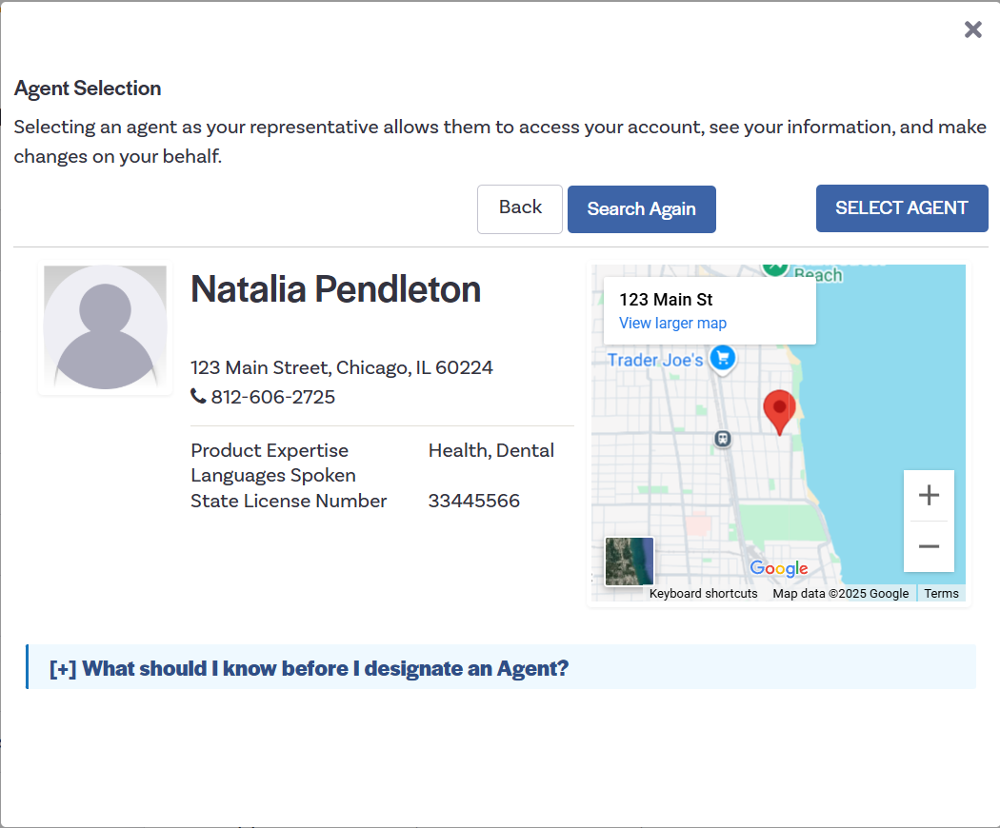 Agent Selection
Selecting an agent as your representative allows them to access your account, see your information, and make
changes on your behalf.
Back
Search Again
SELECT AGENT
Natalia Pendleton
123 Main Street, Chicago, IL 60224
812-606-2725
Product Expertise Health, Dental
Languages Spoken
State License Number 33445566
Beach
123 Main St
View larger map
Trader Joe's
Google
Keyboard shortcuts Map data ©2025 Google Terms
[+] What should I know before I designate an Agent?